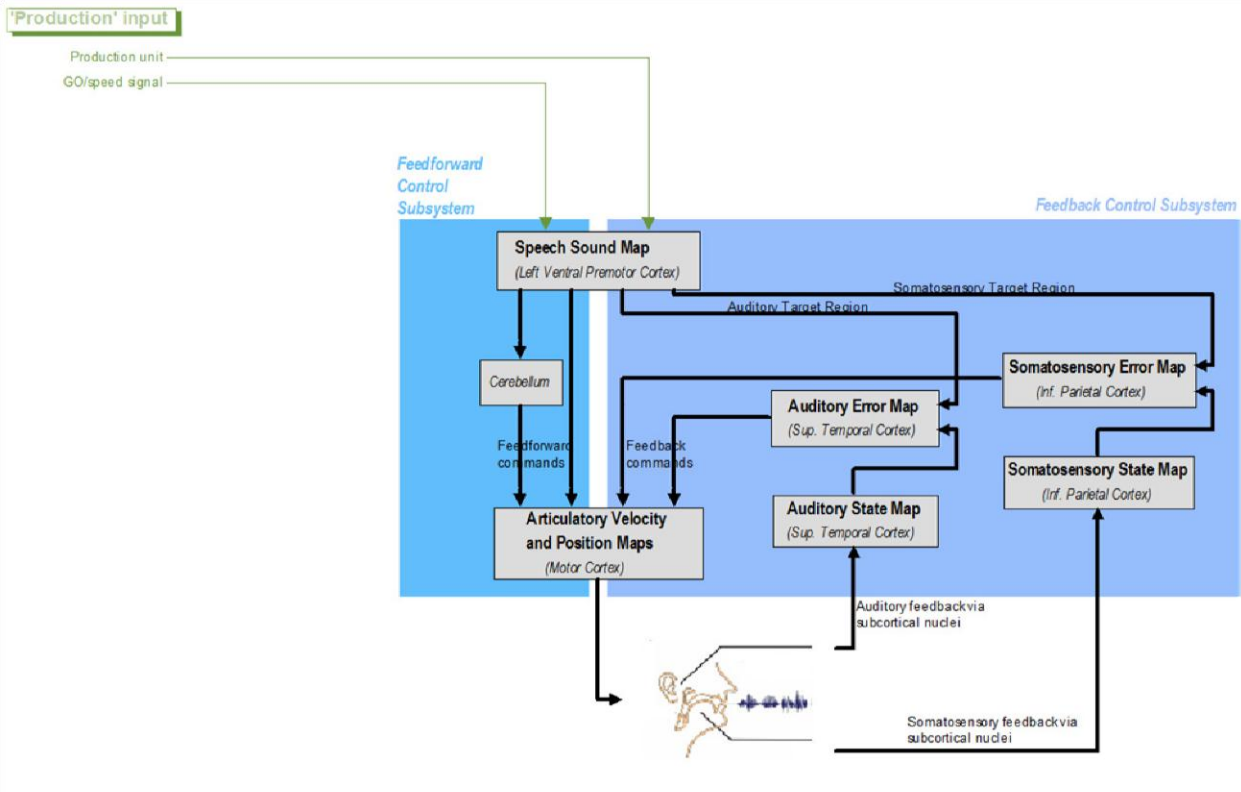 'Production' input
Production unit
GO/speed signal
Feedforward
Control
Subsystem
Feedback Control Subsystem
Speech Sound Map
(Left Ventral Premotor Cortex)
Somatosensory Target Region
Auditory Target Region
Cerebellum
Somatosensory Error Map
(Inf. Parietal Cortex)
Auditory Error Map
(Sup. Temporal Cortex)
Feedforward
commands
Feedback
commands
Somatosensory State Map
(Inf. Parietal Cortex)
Auditory State Map
(Sup. Temporal Cortex)
Articulatory Velocity
and Position Maps
(Motor Cortex)
Auditory feedback via
subcortical nuclei
Somatosensory feedback via
subcortical nuclei